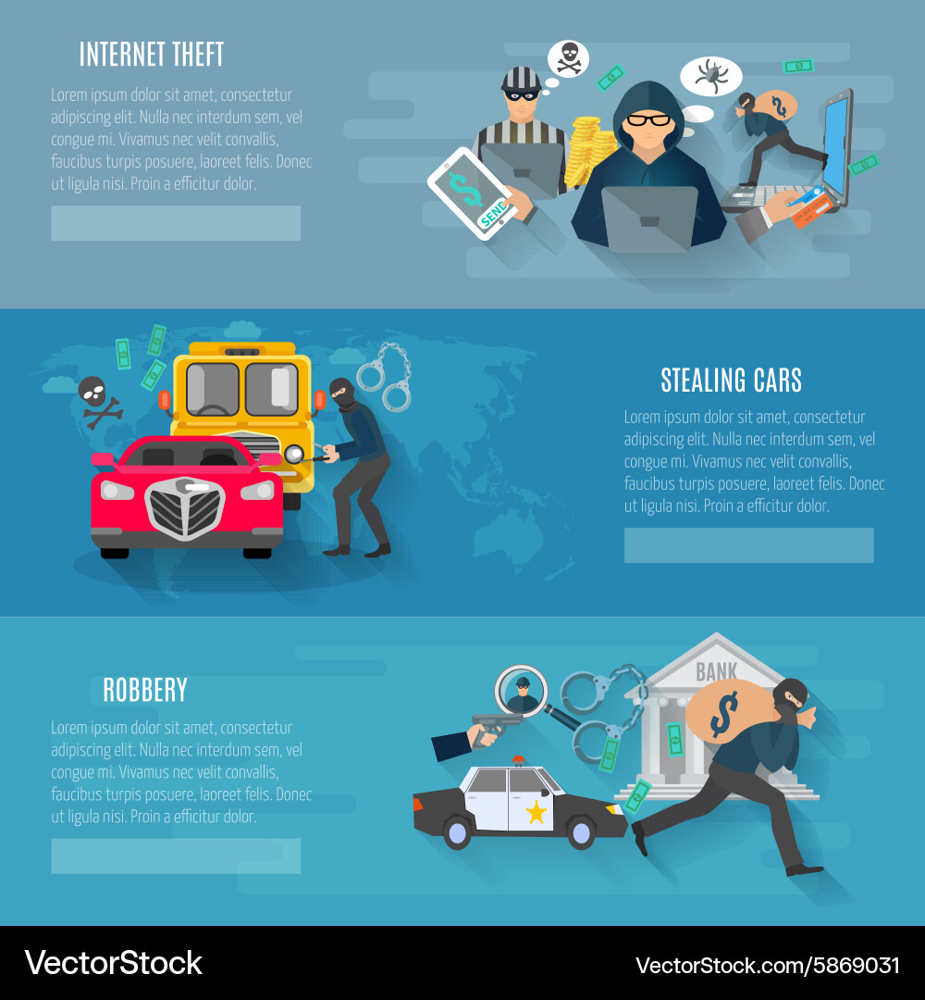 INTERNET THEFT
Lorem ipsum dolor sit amet, consectetur
adipiscing elit. Nulla nec interdum sem, vel
congue mi. Vivamus nec velit convallis,
faucibus turpis posuere, laoreet felis. Donec
ut ligula nisi. Proin a efficitur dolor.
$
SEND
$
STEALING CARS
Lorem ipsum dolor sit amet, consectetur
adipiscing elit. Nulla nec interdum sem, vel
congue mi. Vivamus nec velit convallis,
faucibus turpis posuere, laoreet felis. Donec
ut ligula nisi. Proin a efficitur dolor.
ROBBERY
Lorem ipsum dolor sit amet, consectetur
adipiscing elit. Nulla nec interdum sem, vel
congue mi. Vivamus nec velit convallis,
faucibus turpis posuere, laoreet felis. Donec
ut ligula nisi. Proin a efficitur dolor.
BANK
$
VectorStock
VectorStock.com/5869031